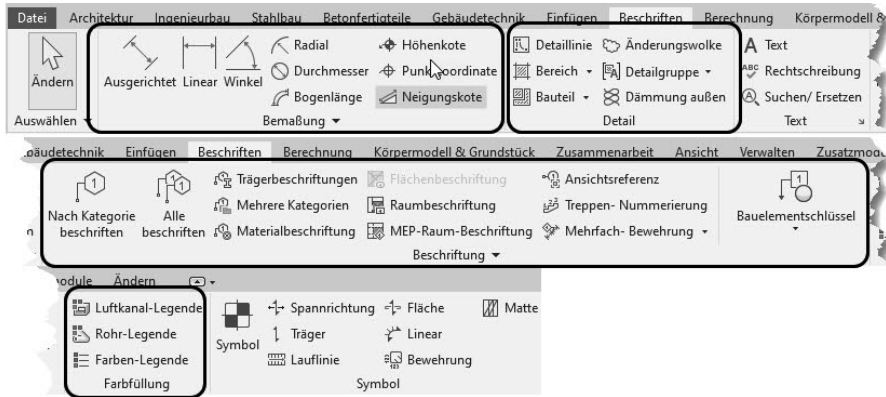 Datei Architektur Ingenieurbau Stahlbau Betonfertigteile Gebäudetechnik Einfügen Beschriften Berechnung Körpermodell &
Ändern
Auswählen
Ausgerichtet Linear Winkel
Radial
Durchmesser
Bogenlänge
Höhenkote
Neigungskote
Bemaßung
Detaillinie Änderungswolke
Bereich Detailgruppe
Bauteil Dämmung außen
Detail
A Text
ABC Rechtschreibung
Suchen/ Ersetzen
Text
Einfügen Beschriften Berechnung Körpermodell & Grundstück Zusammenarbeit Ansicht Verwalten
Nach Kategorie beschriften
Alle beschriften
Trägerbeschriftungen
Mehrere Kategorien
Materialbeschriftung
Flächenbeschriftung
Raumbeschriftung
MEP-Raum-Beschriftung
Ansichtsreferenz
Treppen- Nummerierung
Mehrfach- Bewehrung
Bauelementschlüssel
Beschriftung
Ändern
Luftkanal-Legende
Rohr-Legende
Farben-Legende
Farbfüllung
Symbol
Spannrichtung Fläche Matte
Träger Linear
Lauflinie Bewehrung
Symbol